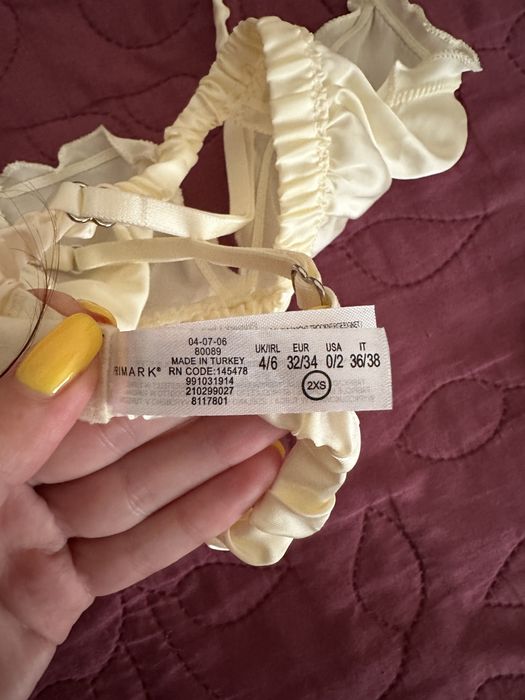 04-07-06
80089
MADE IN TURKEY
RIMARK® RN CODE:145478
991031914
210299027
8117801
UK/IRL EUR USA IT
4/6 32/34 0/2 36/38
2XS